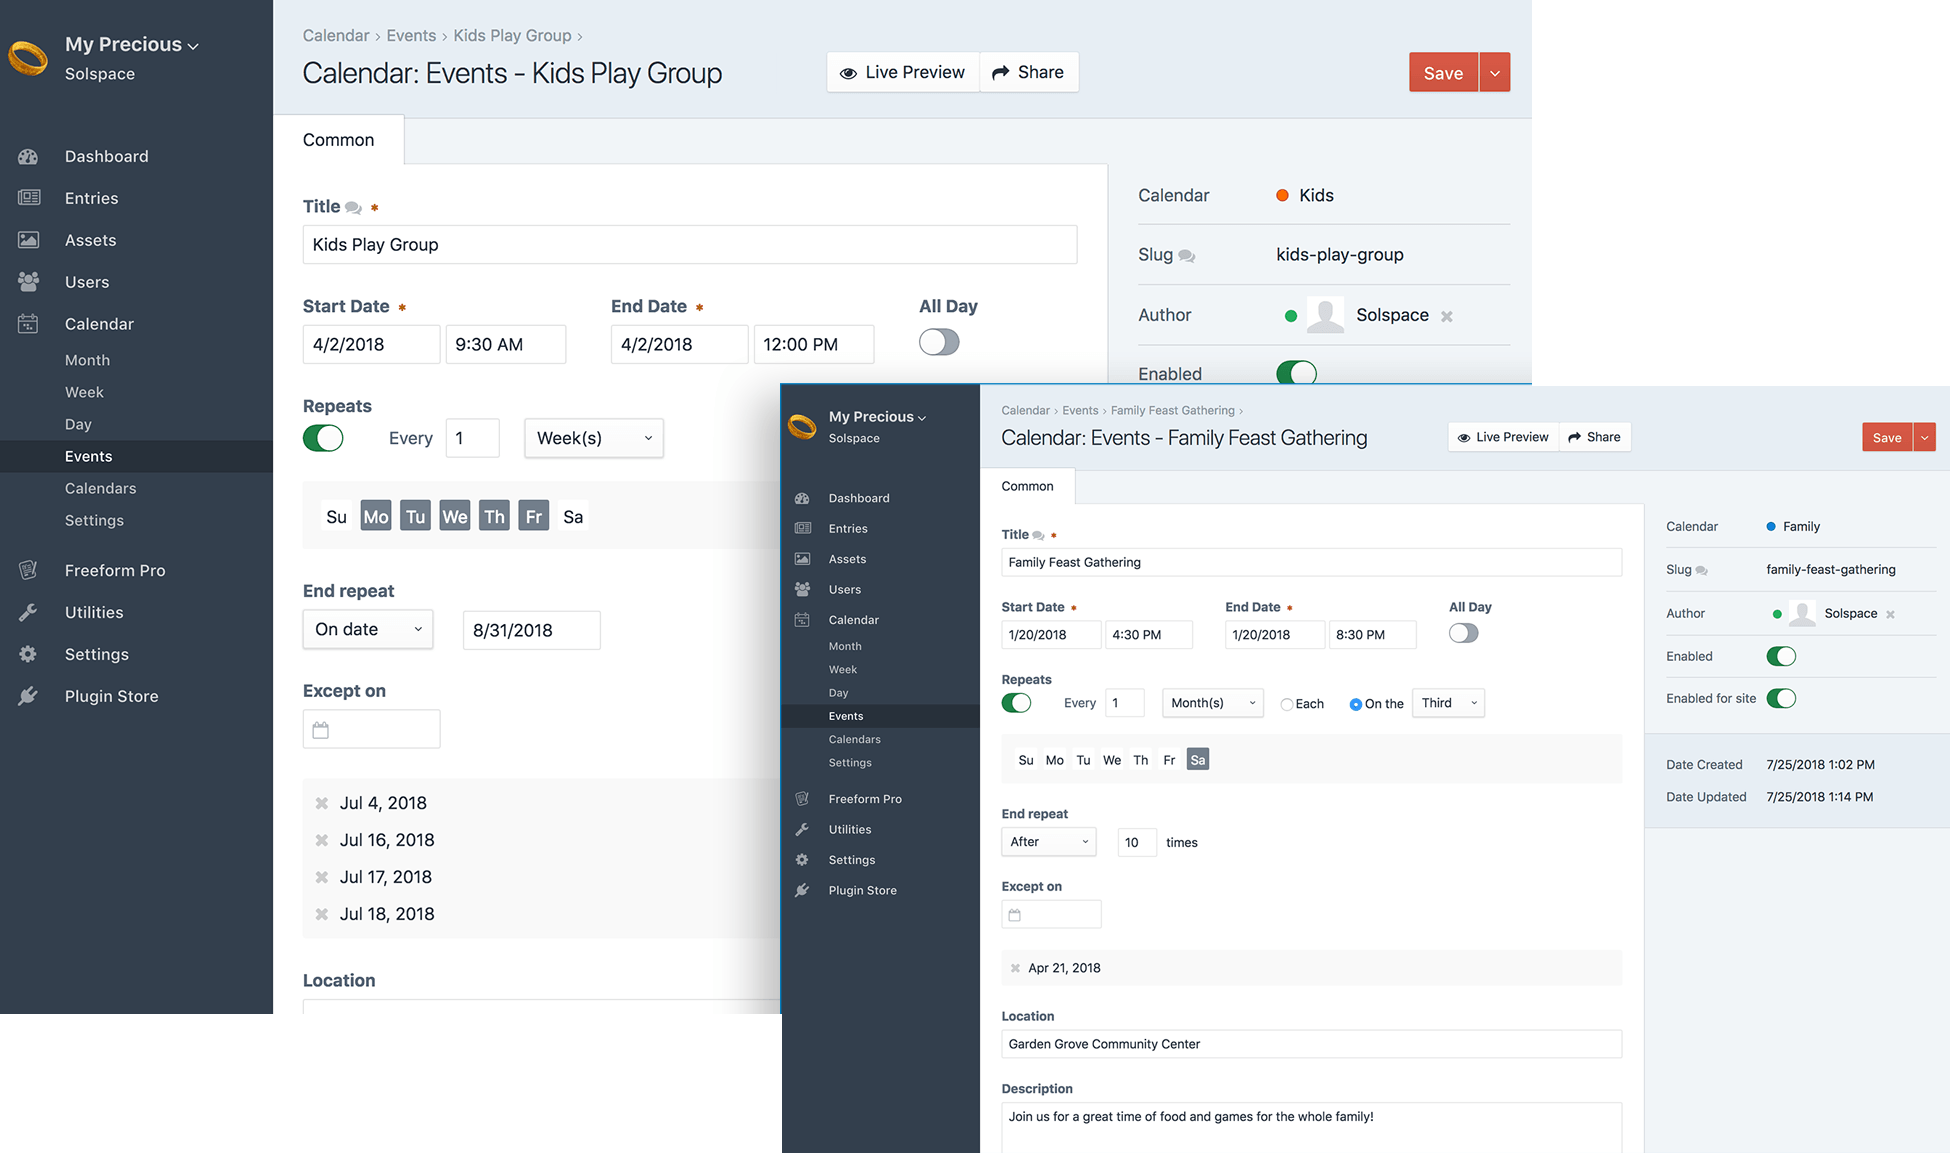 My Precious
Solspace
Dashboard
Entries
Assets
Users
Calendar
Month
Week
Day
Events
Calendars
Settings
Freeform Pro
Utilities
Settings
Plugin Store
Calendar › Events › Kids Play Group ›
Calendar: Events - Kids Play Group
Live Preview
Share
Save
Common
Title *
Kids Play Group
Start Date * End Date * All Day
4/2/2018 9:30 AM 4/2/2018 12:00 PM
Repeats
Every 1 Week(s)
Su Mo Tu We Th Fr Sa
End repeat
On date 8/31/2018
Except on
Jul 4, 2018
Jul 16, 2018
Jul 17, 2018
Jul 18, 2018
Location
Calendar Kids
Slug kids-play-group
Author Solspace
Enabled
My Precious
Solspace
Dashboard
Entries
Assets
Users
Calendar
Month
Week
Day
Events
Calendars
Settings
Freeform Pro
Utilities
Settings
Plugin Store
Calendar › Events › Family Feast Gathering ›
Calendar: Events - Family Feast Gathering
Live Preview
Share
Save
Common
Title *
Family Feast Gathering
Start Date * End Date * All Day
1/20/2018 4:30 PM 1/20/2018 8:30 PM
Repeats
Every 1 Month(s) Each On the Third
Su Mo Tu We Th Fr Sa
End repeat
After 10 times
Except on
Apr 21, 2018
Location
Garden Grove Community Center
Description
Join us for a great time of food and games for the whole family!
Calendar Family
Slug family-feast-gathering
Author Solspace
Enabled
Enabled for site
Date Created 7/25/2018 1:02 PM
Date Updated 7/25/2018 1:14 PM